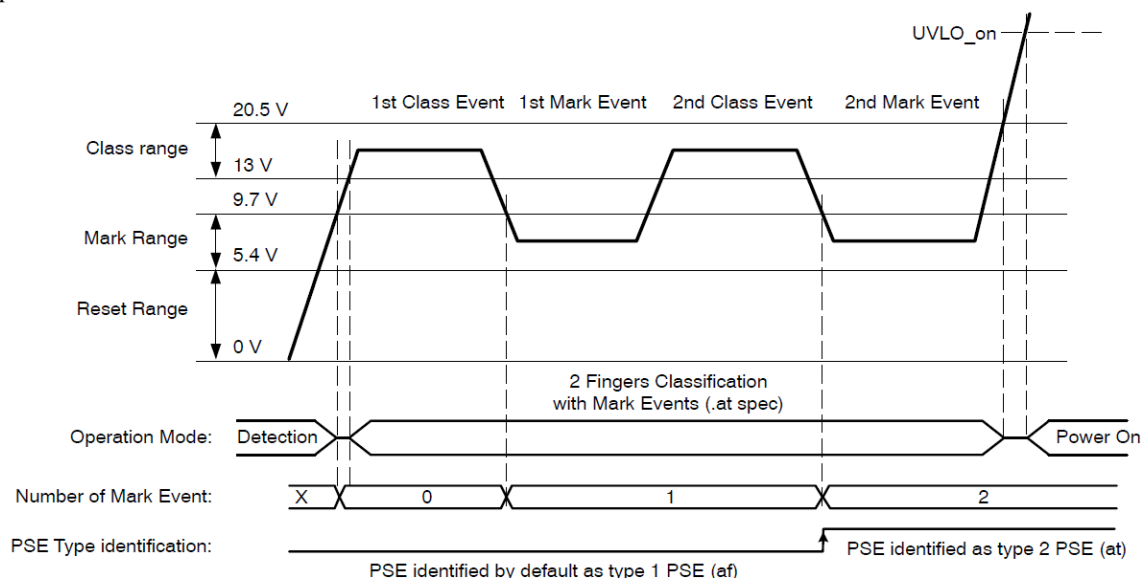 UVLO_on
1st Class Event 1st Mark Event 2nd Class Event 2nd Mark Event
20.5 V
Class range
13 V
9.7 V
Mark Range
5.4 V
Reset Range
0 V
2 Fingers Classification
with Mark Events (.at spec)
Operation Mode: Detection Power On
Number of Mark Event: X 0 1 2
PSE Type identification: PSE identified as type 2 PSE (at)
PSE identified by default as type 1 PSE (af)